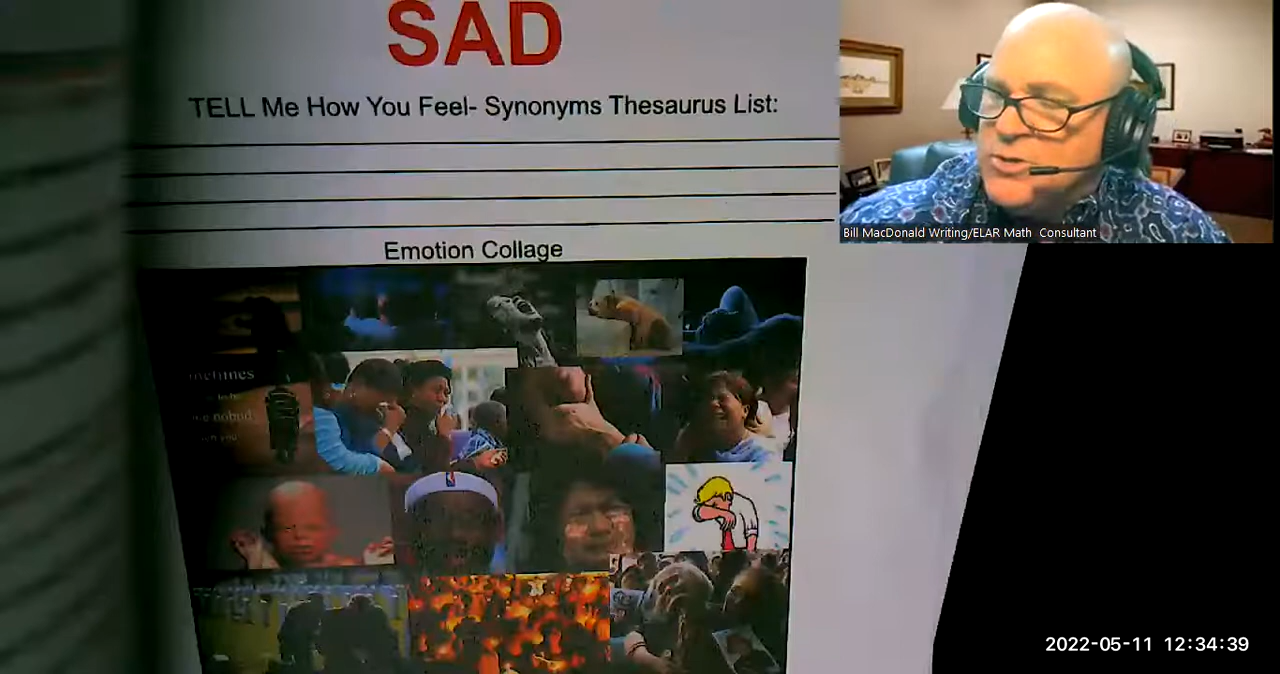 SAD
TELL Me How You Feel- Synonyms Thesaurus List:
Emotion Collage
Bill MacDonald Writing/ELAR Math Consultant
2022-05-11 12:34:39